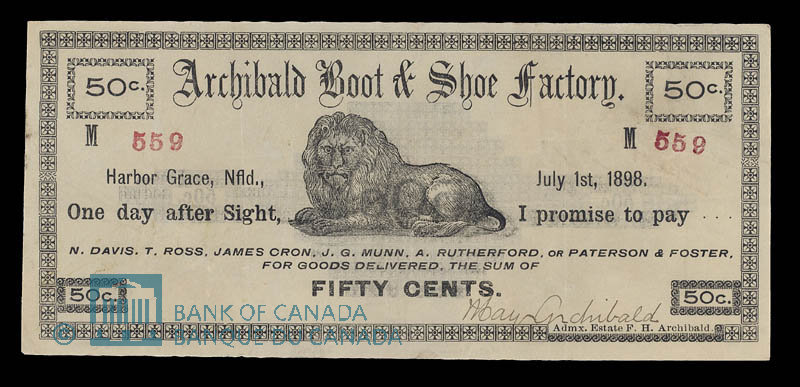 50c. Archibald Boot & Shoe Factory. 50c.
M 559 M 559
Harbor Grace, Nfld., July 1st, 1898.
One day after Sight, I promise to pay ...
N. DAVIS. T. ROSS, JAMES CRON, J. G. MUNN, A. RUTHERFORD, OR PATERSON & FOSTER,
FOR GOODS DELIVERED, THE SUM OF
50c. FIFTY CENTS. 50c.
May Archibald
Admx. Estate F. H. Archibald.
© BANK OF CANADA
BANQUE DU CANADA